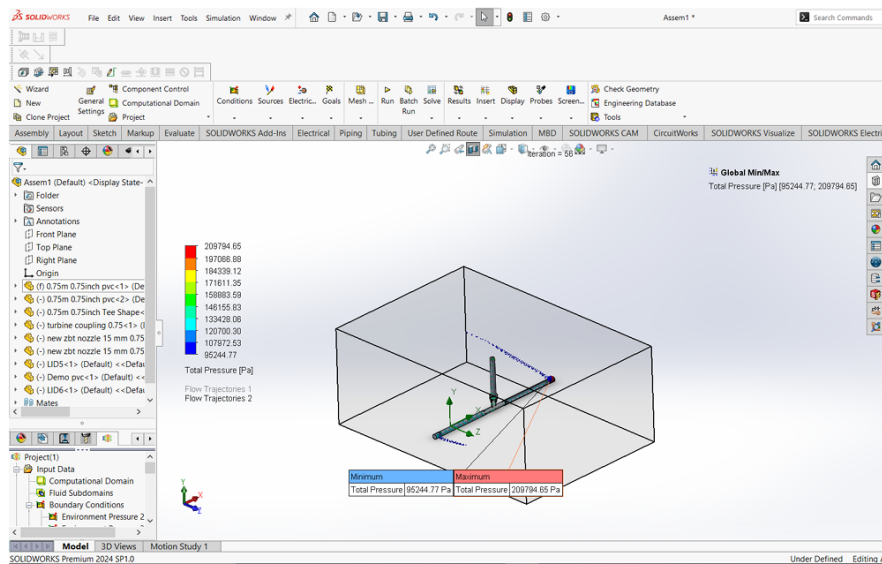 SOLIDWORKS File Edit View Insert Tools Simulation Window Assem1 * Search Commands
Wizard General Settings Component Control Conditions Sources Electric... Goals Mesh ... Run Batch Run Solve Results Insert Display Probes Screen... Check Geometry
New Computational Domain Engineering Database
Clone Project Project Tools
Assembly Layout Sketch Markup Evaluate SOLIDWORKS Add-Ins Electrical Piping Tubing User Defined Route Simulation MBD SOLIDWORKS CAM CircuitWorks SOLIDWORKS Visualize SOLIDWORKS Electri
Iteration = 56
Global Min/Max
Total Pressure [Pa] [95244.77; 209794.65]
Assem1 (Default) <Display State-
Folder
Sensors
Annotations
Front Plane
Top Plane
Right Plane
Origin
(f) 0.75m 0.75inch pvc<1> (De
(-) 0.75m 0.75inch pvc<2> (De
(-) 0.75m 0.75inch Tee Shape<
(-) turbine coupling 0.75<1> (I
(-) new zbt nozzle 15 mm 0.75
(-) new zbt nozzle 15 mm 0.75
(-) LID5<1> (Default) <<Defau
(-) Demo pvc<1> (Default) <<
(-) LID6<1> (Default) <<Defau
Mates
209794.65
197066.88
184339.12
171611.35
158883.59
146155.83
133428.06
120700.30
107972.53
95244.77
Total Pressure [Pa]
Flow Trajectories 1
Flow Trajectories 2
Y
X
Z
Minimum Maximum
Total Pressure 95244.77 Pa Total Pressure 209794.65 Pa
Project(1)
Input Data
Computational Domain
Fluid Subdomains
Boundary Conditions
Environment Pressure 2
Y
X
Z
Model 3D Views Motion Study 1
SOLIDWORKS Premium 2024 SP1.0 Under Defined Editing A